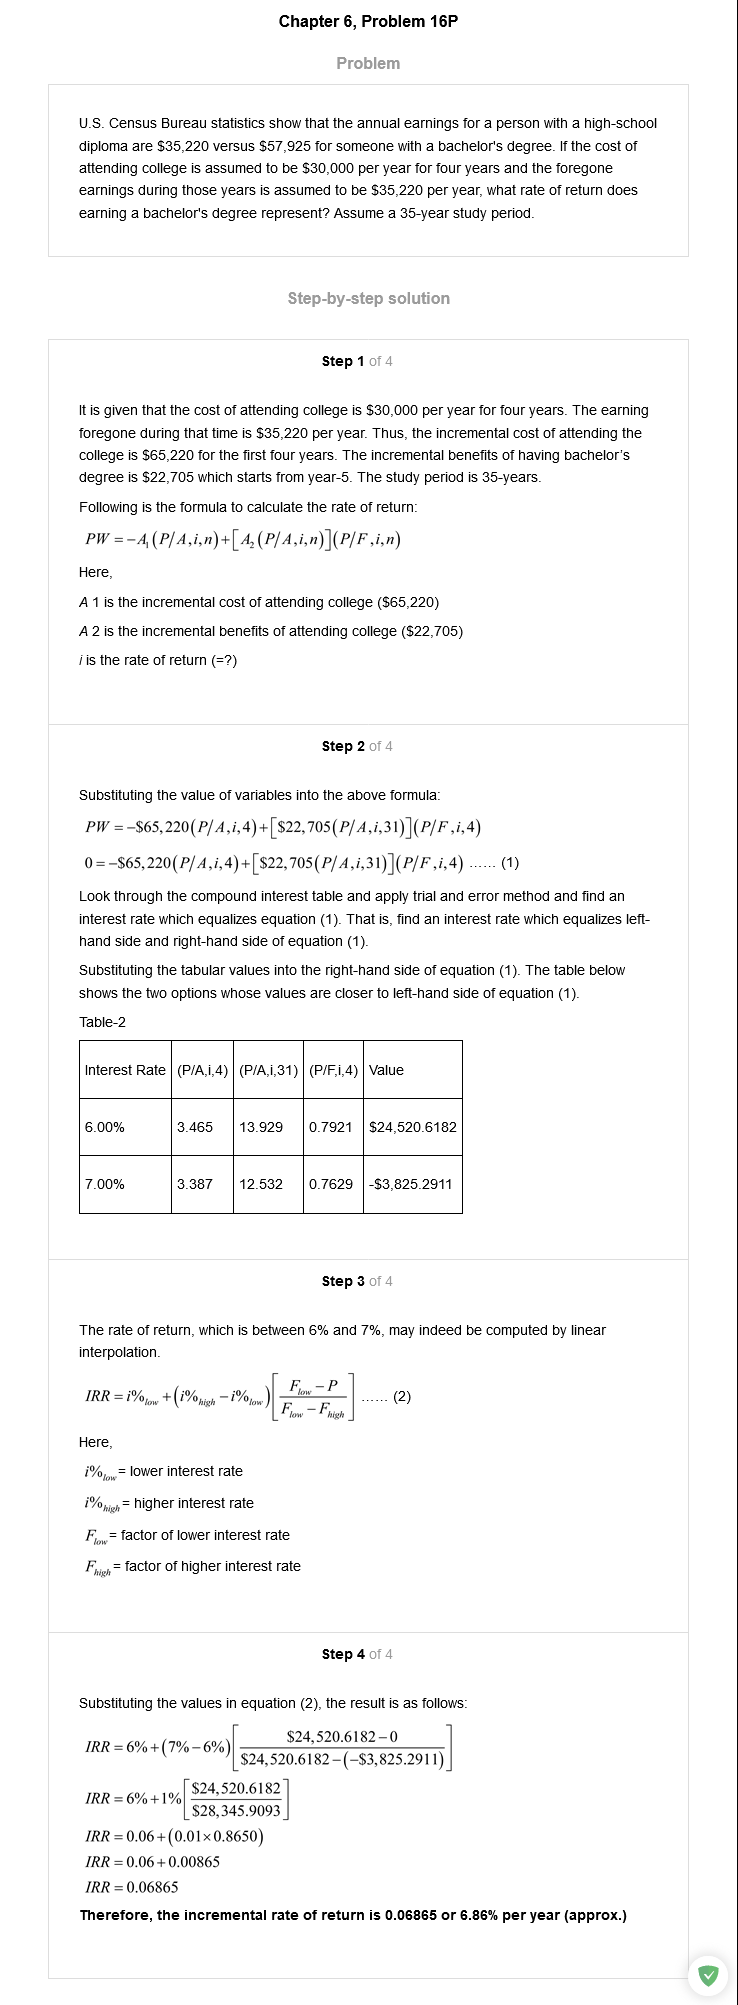 Chapter 6, Problem 16P
Problem
U.S. Census Bureau statistics show that the annual earnings for a person with a high-school
diploma are $35,220 versus $57,925 for someone with a bachelor's degree. If the cost of
attending college is assumed to be $30,000 per year for four years and the foregone
earnings during those years is assumed to be $35,220 per year, what rate of return does
earning a bachelor's degree represent? Assume a 35-year study period.
Step-by-step solution
Step 1 of 4
It is given that the cost of attending college is $30,000 per year for four years. The earning
foregone during that time is $35,220 per year. Thus, the incremental cost of attending the
college is $65,220 for the first four years. The incremental benefits of having bachelor's
degree is $22,705 which starts from year-5. The study period is 35-years.
Following is the formula to calculate the rate of return:
PW = −A₁(P/A,i,n)+[A₂(P/A,i,n)](P/F,i,n)
Here,
A 1 is the incremental cost of attending college ($65,220)
A 2 is the incremental benefits of attending college ($22,705)
i is the rate of return (=?)
Step 2 of 4
Substituting the value of variables into the above formula:
PW = −$65,220(P/A,i,4)+[$22,705(P/A,i,31)](P/F,i,4)
0 = −$65,220(P/A,i,4)+[$22,705(P/A,i,31)](P/F,i,4) ...... (1)
Look through the compound interest table and apply trial and error method and find an
interest rate which equalizes equation (1). That is, find an interest rate which equalizes left-
hand side and right-hand side of equation (1).
Substituting the tabular values into the right-hand side of equation (1). The table below
shows the two options whose values are closer to left-hand side of equation (1).
Table-2
Interest Rate (P/A,i,4) (P/A,i,31) (P/F,i,4) Value
6.00% 3.465 13.929 0.7921 $24,520.6182
7.00% 3.387 12.532 0.7629 -$3,825.2911
Step 3 of 4
The rate of return, which is between 6% and 7%, may indeed be computed by linear
interpolation.
IRR = i%low + (i%high − i%low)[(Flow − P)/(Flow − Fhigh)] ...... (2)
Here,
i%low = lower interest rate
i%high = higher interest rate
Flow = factor of lower interest rate
Fhigh = factor of higher interest rate
Step 4 of 4
Substituting the values in equation (2), the result is as follows:
IRR = 6% + (7% − 6%)[($24,520.6182 − 0)/($24,520.6182 − (−$3,825.2911))]
IRR = 6% + 1%[$24,520.6182/$28,345.9093]
IRR = 0.06 + (0.01×0.8650)
IRR = 0.06 + 0.00865
IRR = 0.06865
Therefore, the incremental rate of return is 0.06865 or 6.86% per year (approx.)